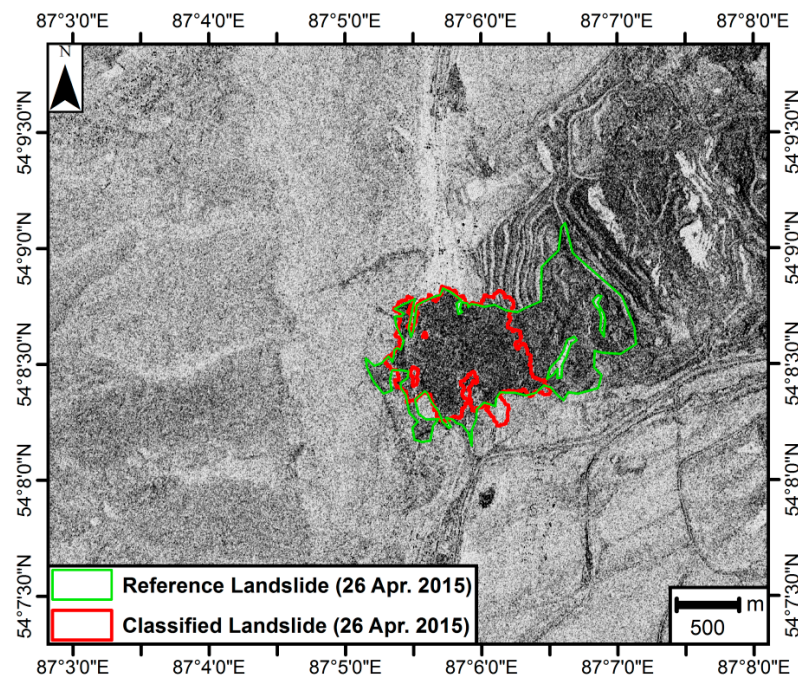 87°3'0"E 87°4'0"E 87°5'0"E 87°6'0"E 87°7'0"E 87°8'0"E
N
54°9'30"N 54°9'30"N
54°9'0"N 54°9'0"N
54°8'30"N 54°8'30"N
54°8'0"N 54°8'0"N
54°7'30"N 54°7'30"N
Reference Landslide (26 Apr. 2015)
Classified Landslide (26 Apr. 2015)
m
500
87°3'0"E 87°4'0"E 87°5'0"E 87°6'0"E 87°7'0"E 87°8'0"E